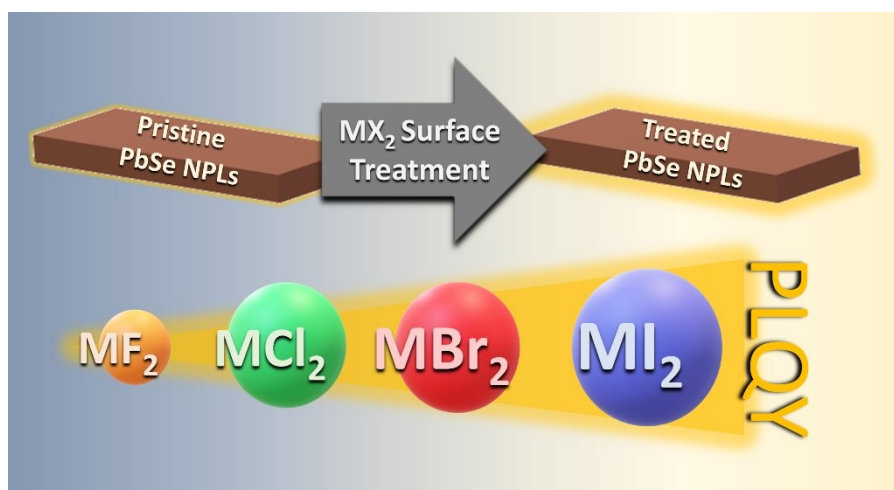 Pristine
PbSe NPLs
MX₂ Surface
Treatment
Treated
PbSe NPLs
MF₂
MCl₂
MBr₂
MI₂
PLQY